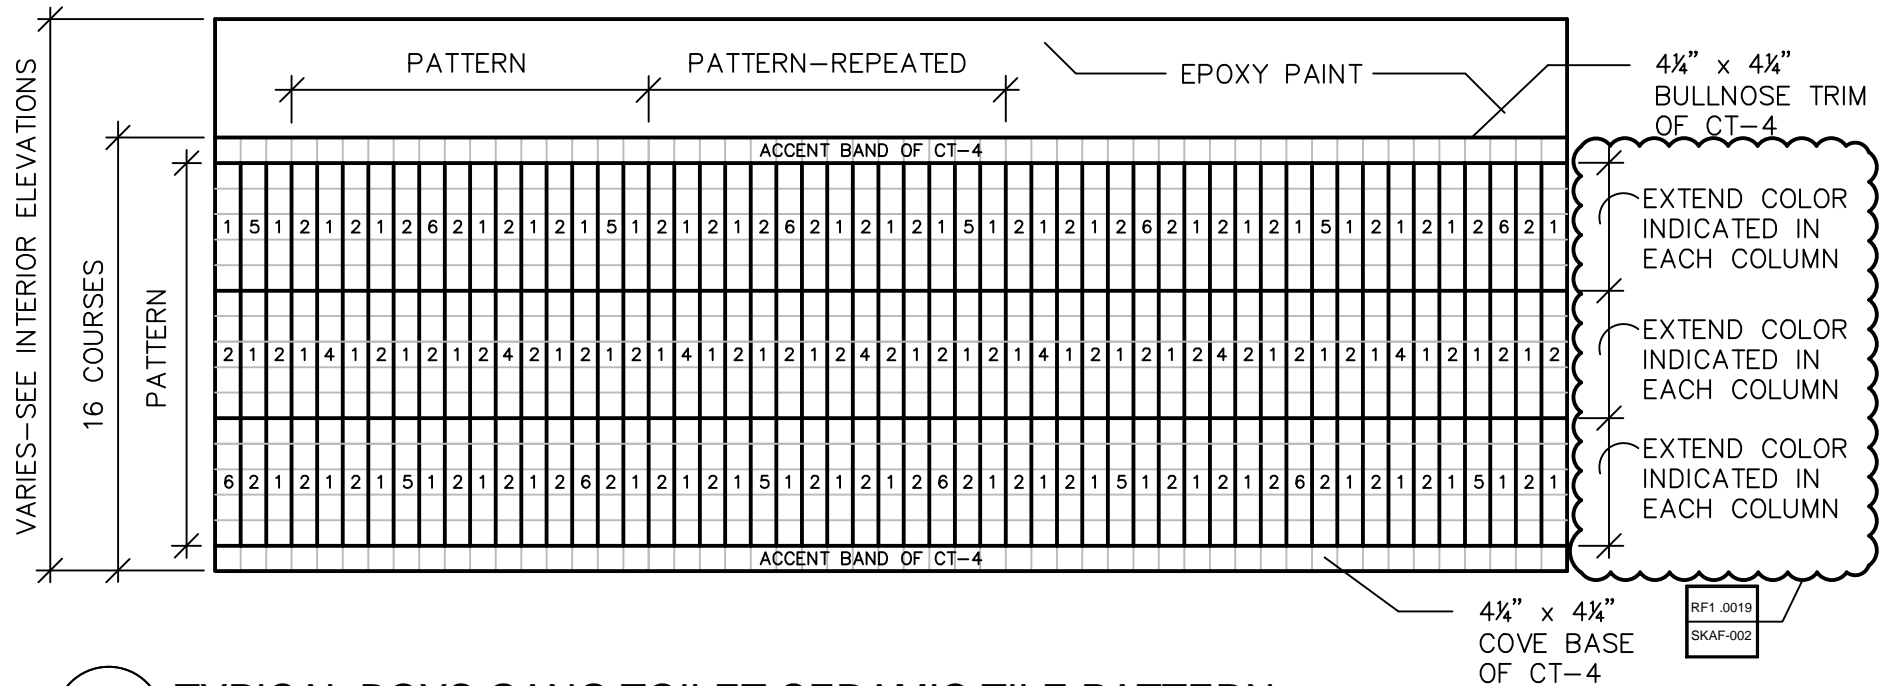 VARIES-SEE INTERIOR ELEVATIONS
16 COURSES
PATTERN
PATTERN
PATTERN-REPEATED
EPOXY PAINT
4¼" x 4¼"
BULLNOSE TRIM
OF CT-4
ACCENT BAND OF CT-4
1 5 1 2 1 2 1 2 6 2 1 2 1 2 1 5 1 2 1 2 1 2 6 2 1 2 1 2 1 5 1 2 1 2 1 2 6 2 1 2 1 2 1 5 1 2 1 2 1 2 6 2 1
EXTEND COLOR
INDICATED IN
EACH COLUMN
2 1 2 1 4 1 2 1 2 1 2 4 2 1 2 1 2 1 4 1 2 1 2 1 2 4 2 1 2 1 2 1 4 1 2 1 2 1 2 4 2 1 2 1 2 1 4 1 2 1 2 1 2
EXTEND COLOR
INDICATED IN
EACH COLUMN
6 2 1 2 1 2 1 5 1 2 1 2 1 2 6 2 1 2 1 2 1 5 1 2 1 2 1 2 6 2 1 2 1 2 1 5 1 2 1 2 1 2 6 2 1 2 1 2 1 5 1 2 1
EXTEND COLOR
INDICATED IN
EACH COLUMN
ACCENT BAND OF CT-4
4¼" x 4¼"
COVE BASE
OF CT-4
RF1 .0019
SKAF-002
TYPICAL BOYS GANG TOILET CERAMIC TILE PATTERN